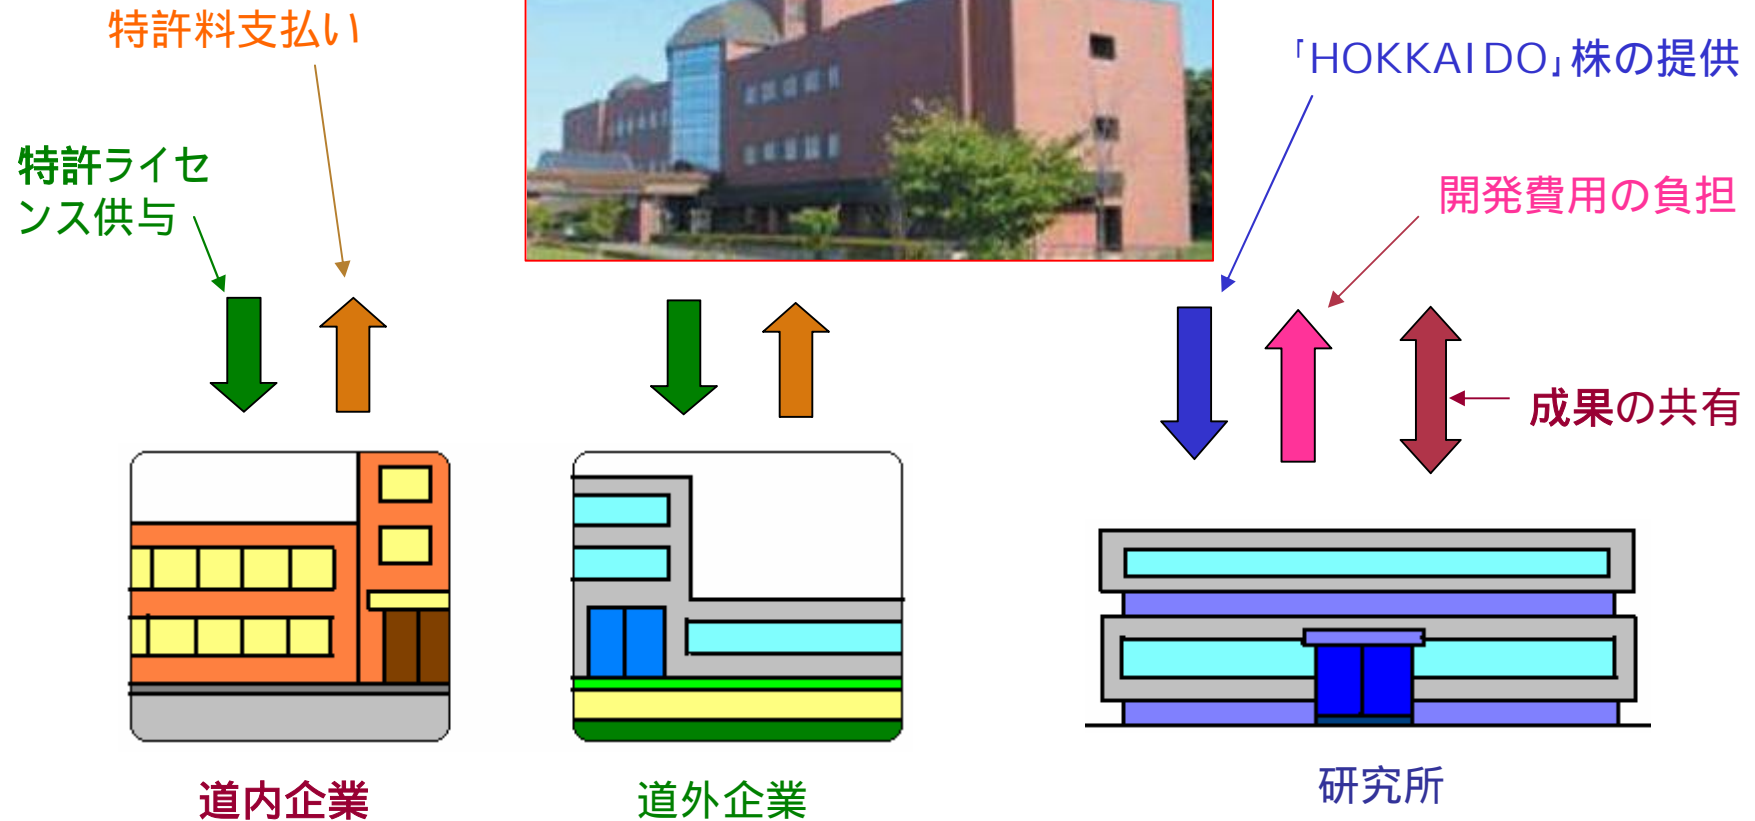 特許料支払い
「HOKKAIDO」株の提供
特許ライセ
ンス供与
開発費用の負担
成果の共有
道内企業
道外企業
研究所